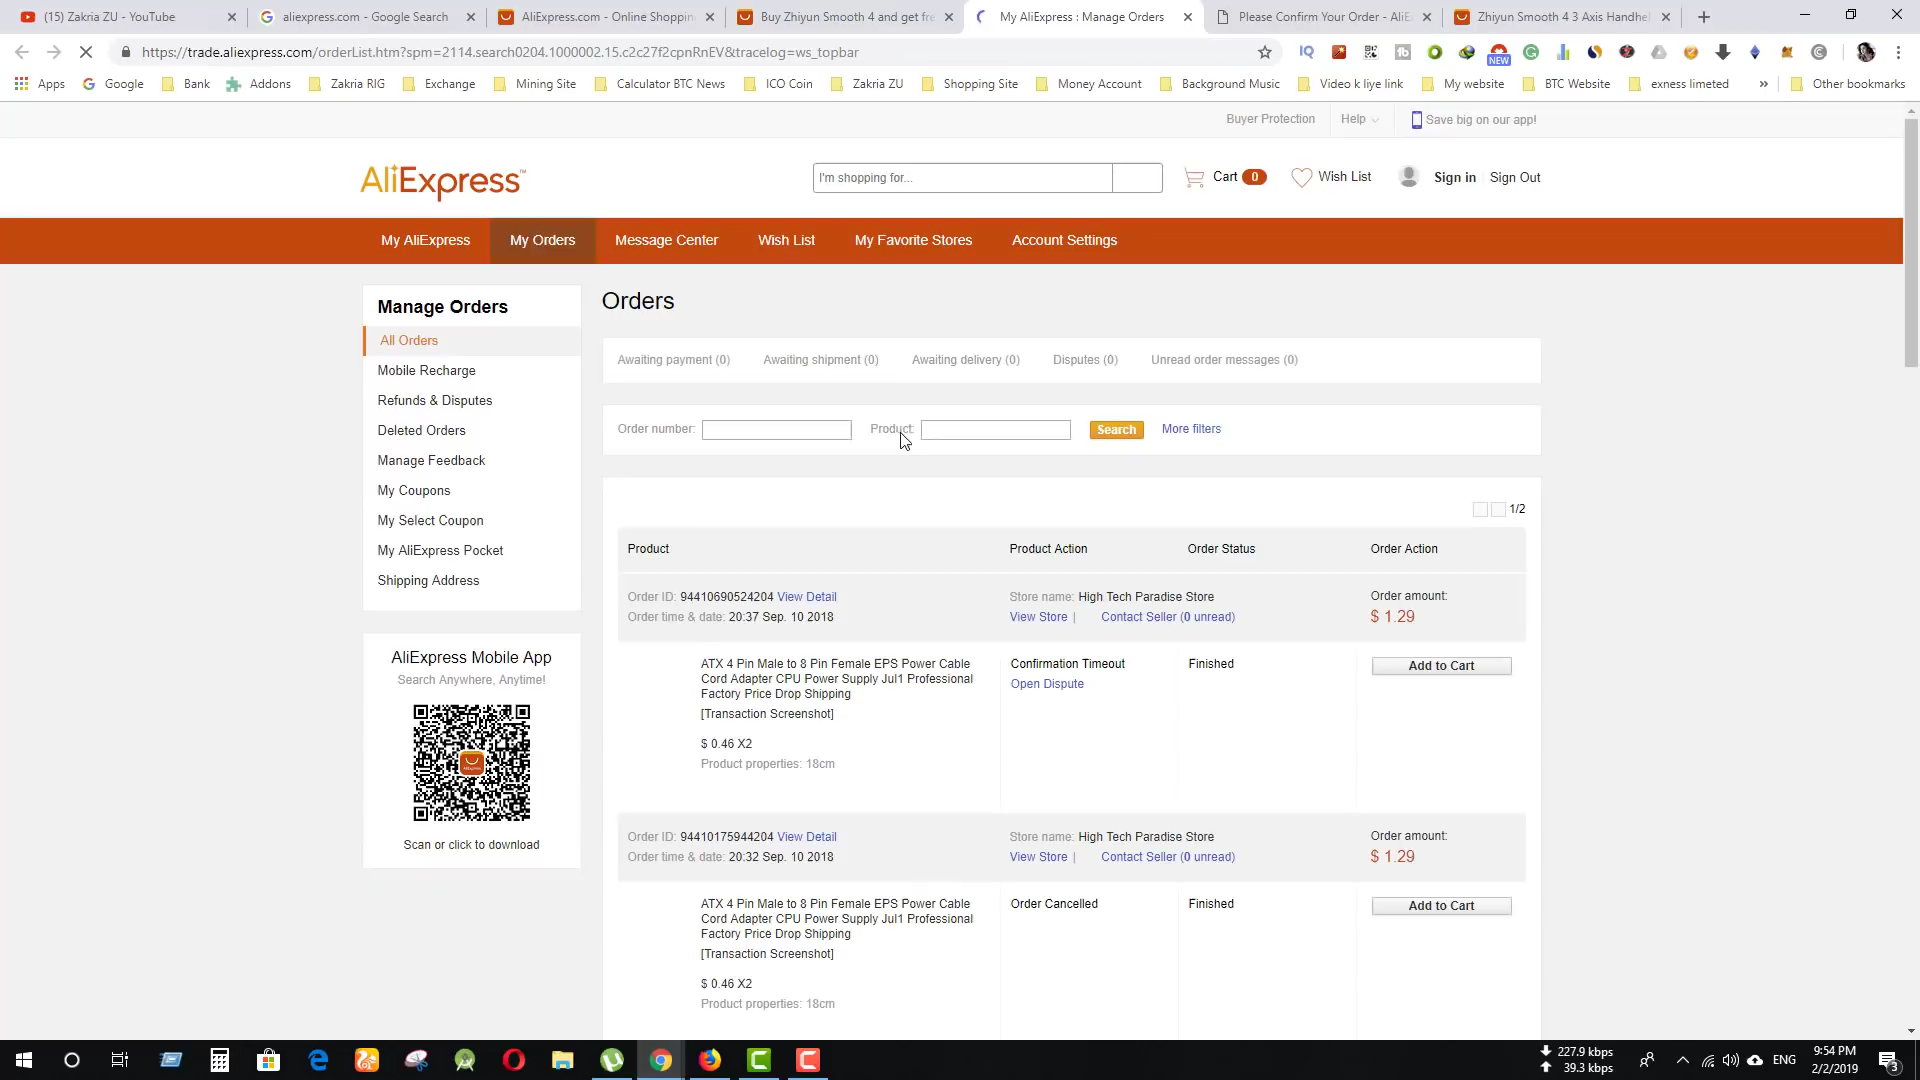 (15) Zakria ZU - YouTube
aliexpress.com - Google Search
AliExpress.com - Online Shoppin
Buy Zhiyun Smooth 4 and get fre
My AliExpress : Manage Orders
Please Confirm Your Order - AliE
Zhiyun Smooth 4 3 Axis Handhel
https://trade.aliexpress.com/orderList.htm?spm=2114.search0204.1000002.15.c2c27f2cpnRnEV&tracelog=ws_topbar
NEW
Apps
Google
Bank
Addons
Zakria RIG
Exchange
Mining Site
Calculator BTC News
ICO Coin
Zakria ZU
Shopping Site
Money Account
Background Music
Video k liye link
My website
BTC Website
exness limeted
»
Other bookmarks
Buyer Protection
Help
Save big on our app!
AliExpress™
I'm shopping for...
Cart 0
Wish List
Sign in
Sign Out
My AliExpress
My Orders
Message Center
Wish List
My Favorite Stores
Account Settings
Manage Orders
All Orders
Mobile Recharge
Refunds & Disputes
Deleted Orders
Manage Feedback
My Coupons
My Select Coupon
My AliExpress Pocket
Shipping Address
AliExpress Mobile App
Search Anywhere, Anytime!
Scan or click to download
Orders
Awaiting payment (0)
Awaiting shipment (0)
Awaiting delivery (0)
Disputes (0)
Unread order messages (0)
Order number:
Product:
Search
More filters
1/2
Product
Product Action
Order Status
Order Action
Order ID: 94410690524204 View Detail
Order time & date: 20:37 Sep. 10 2018
Store name: High Tech Paradise Store
View Store |
Contact Seller (0 unread)
Order amount:
$ 1.29
ATX 4 Pin Male to 8 Pin Female EPS Power Cable
Cord Adapter CPU Power Supply Jul1 Professional
Factory Price Drop Shipping
[Transaction Screenshot]
$ 0.46 X2
Product properties: 18cm
Confirmation Timeout
Open Dispute
Finished
Add to Cart
Order ID: 94410175944204 View Detail
Order time & date: 20:32 Sep. 10 2018
Store name: High Tech Paradise Store
View Store |
Contact Seller (0 unread)
Order amount:
$ 1.29
ATX 4 Pin Male to 8 Pin Female EPS Power Cable
Cord Adapter CPU Power Supply Jul1 Professional
Factory Price Drop Shipping
[Transaction Screenshot]
$ 0.46 X2
Product properties: 18cm
Order Cancelled
Finished
Add to Cart
227.9 kbps
39.3 kbps
ENG
9:54 PM
2/2/2019
3